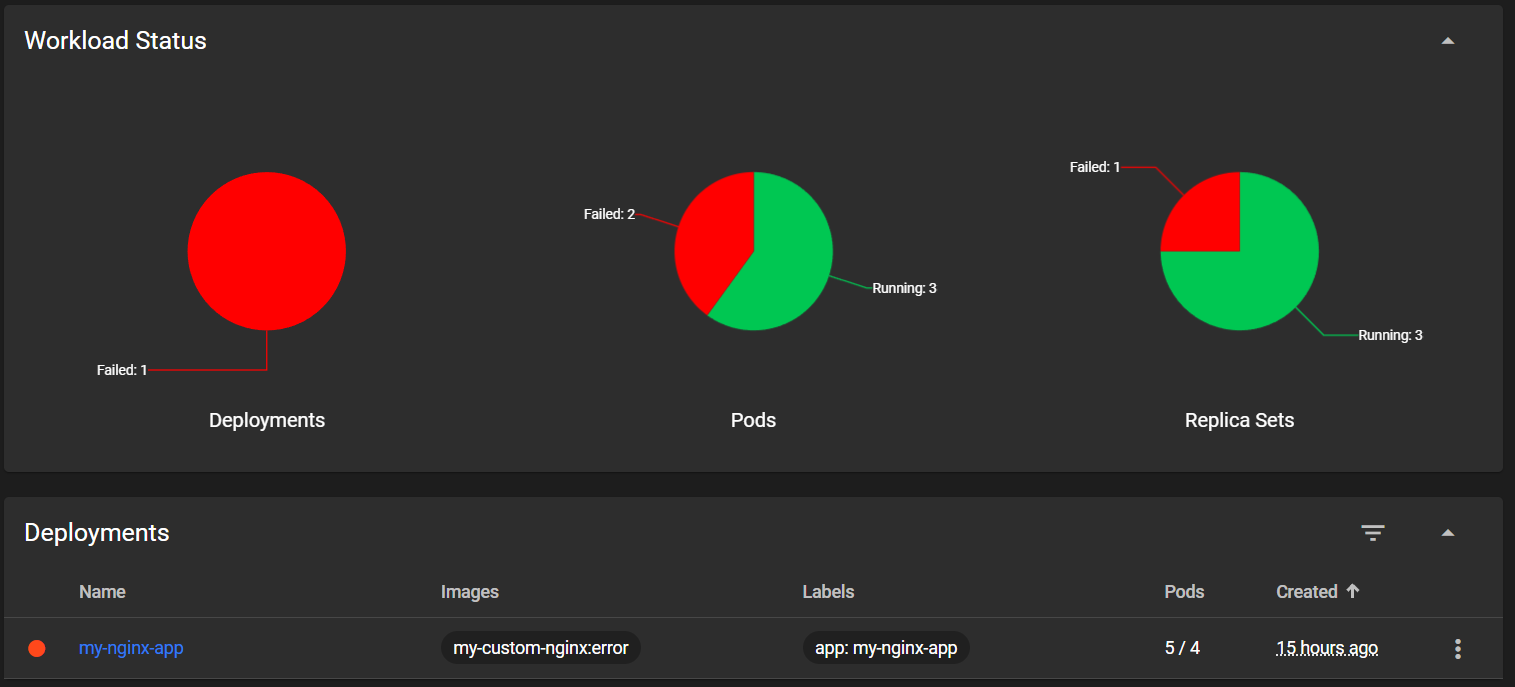 Workload Status
Failed: 1
Deployments
Failed: 2
Running: 3
Pods
Failed: 1
Running: 3
Replica Sets
Deployments
Name Images Labels Pods Created
my-nginx-app my-custom-nginx:error app: my-nginx-app 5 / 4 15 hours ago